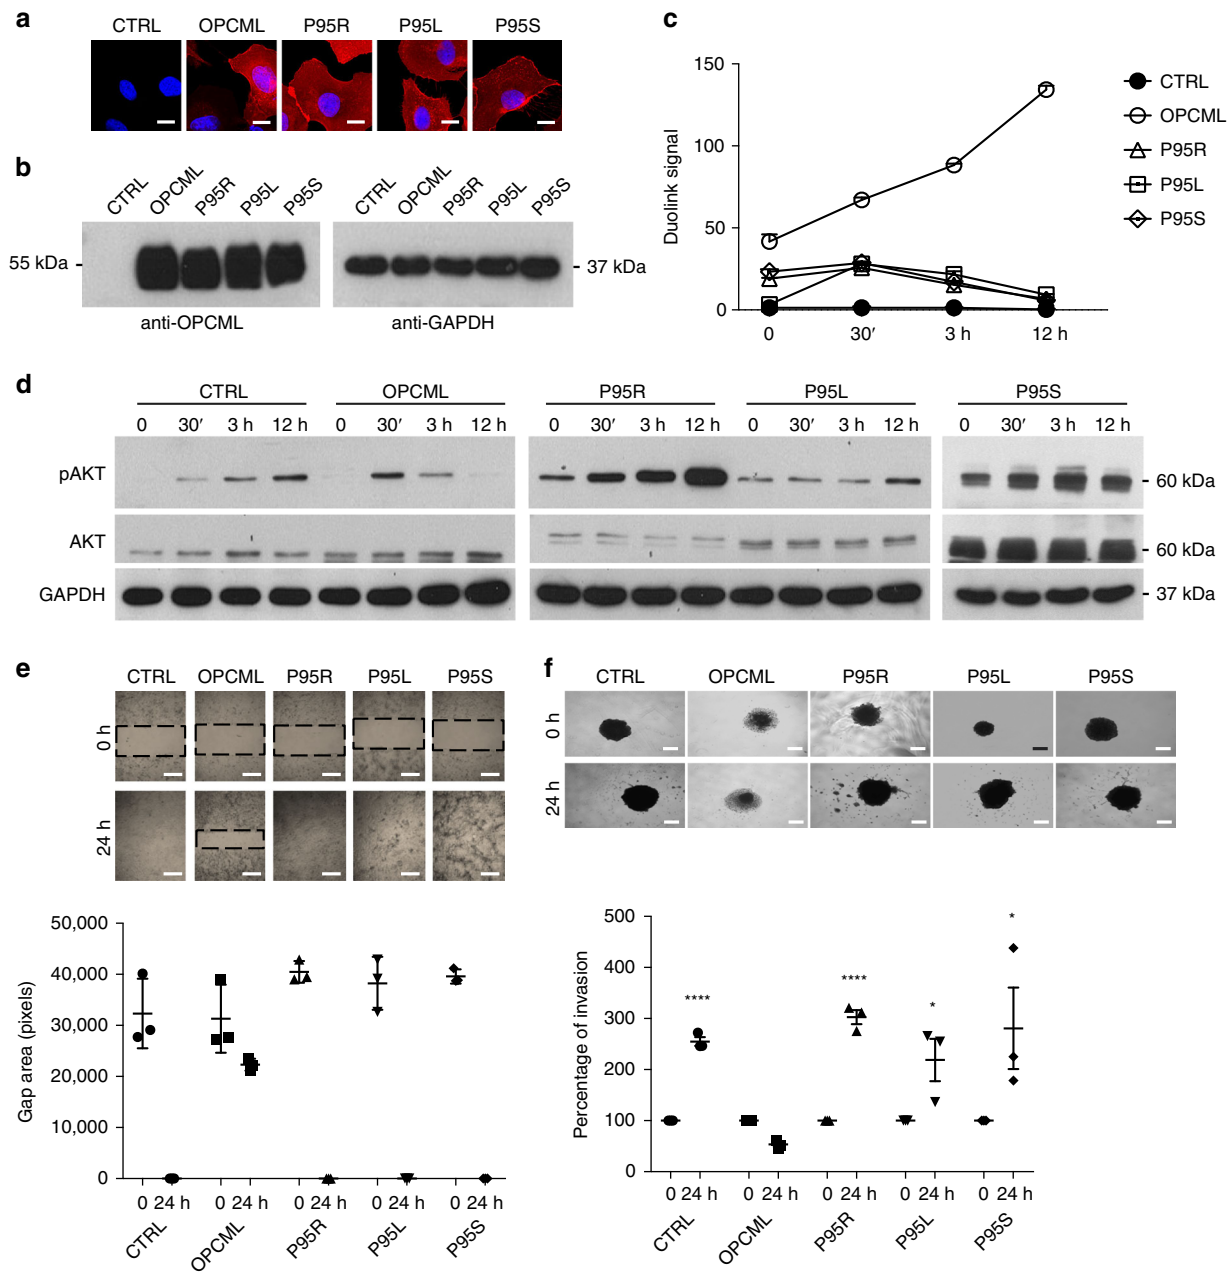 a
CTRL OPCML P95R P95L P95S
b
CTRL OPCML P95R P95L P95S CTRL OPCML P95R P95L P95S
55 kDa 37 kDa
anti-OPCML anti-GAPDH
c
150
100
50
0
Duolink signal
0 30′ 3 h 12 h
CTRL
OPCML
P95R
P95L
P95S
d
CTRL OPCML P95R P95L P95S
0 30′ 3 h 12 h 0 30′ 3 h 12 h 0 30′ 3 h 12 h 0 30′ 3 h 12 h 0 30′ 3 h 12 h
pAKT 60 kDa
AKT 60 kDa
GAPDH 37 kDa
e
CTRL OPCML P95R P95L P95S
0 h
24 h
50,000
40,000
30,000
20,000
10,000
0
Gap area (pixels)
0 24 h 0 24 h 0 24 h 0 24 h 0 24 h
CTRL OPCML P95R P95L P95S
f
CTRL OPCML P95R P95L P95S
0 h
24 h
500
400
300
200
100
0
Percentage of invasion
**** **** * *
0 24 h 0 24 h 0 24 h 0 24 h 0 24 h
CTRL OPCML P95R P95L P95S